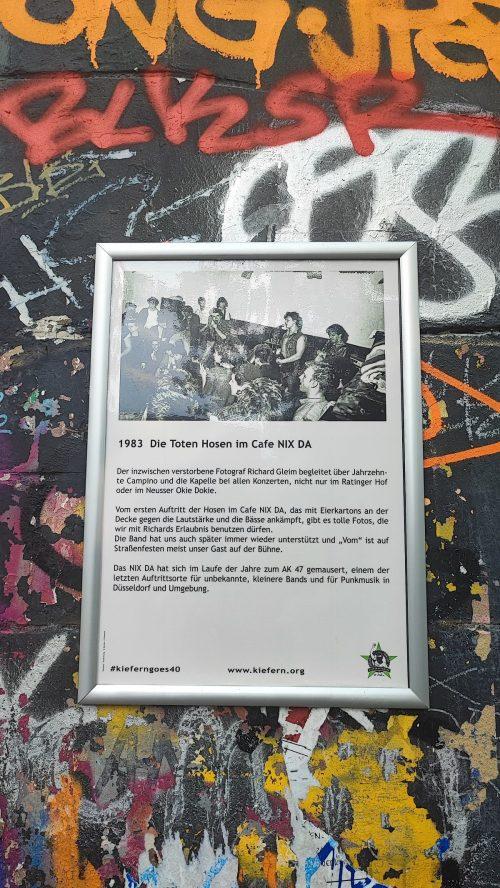 BLKSR
1983 Die Toten Hosen im Cafe NIX DA
Der inzwischen verstorbene Fotograf Richard Gleim begleitet über Jahrzehn-
te Campino und die Kapelle bei allen Konzerten, nicht nur im Ratinger Hof
oder im Neusser Okie Dokie.
Vom ersten Auftritt der Hosen im Cafe NIX DA, das mit Eierkartons an der
Decke gegen die Lautstärke und die Bässe ankämpft, gibt es tolle Fotos, die
wir mit Richards Erlaubnis benutzen dürfen.
Die Band hat uns auch später immer wieder unterstützt und „Vom“ ist auf
Straßenfesten meist unser Gast auf der Bühne.
Das NIX DA hat sich im Laufe der Jahre zum AK 47 gemausert, einem der
letzten Auftrittsorte für unbekannte, kleinere Bands und für Punkmusik in
Düsseldorf und Umgebung.
#kieferngoes40 www.kiefern.org